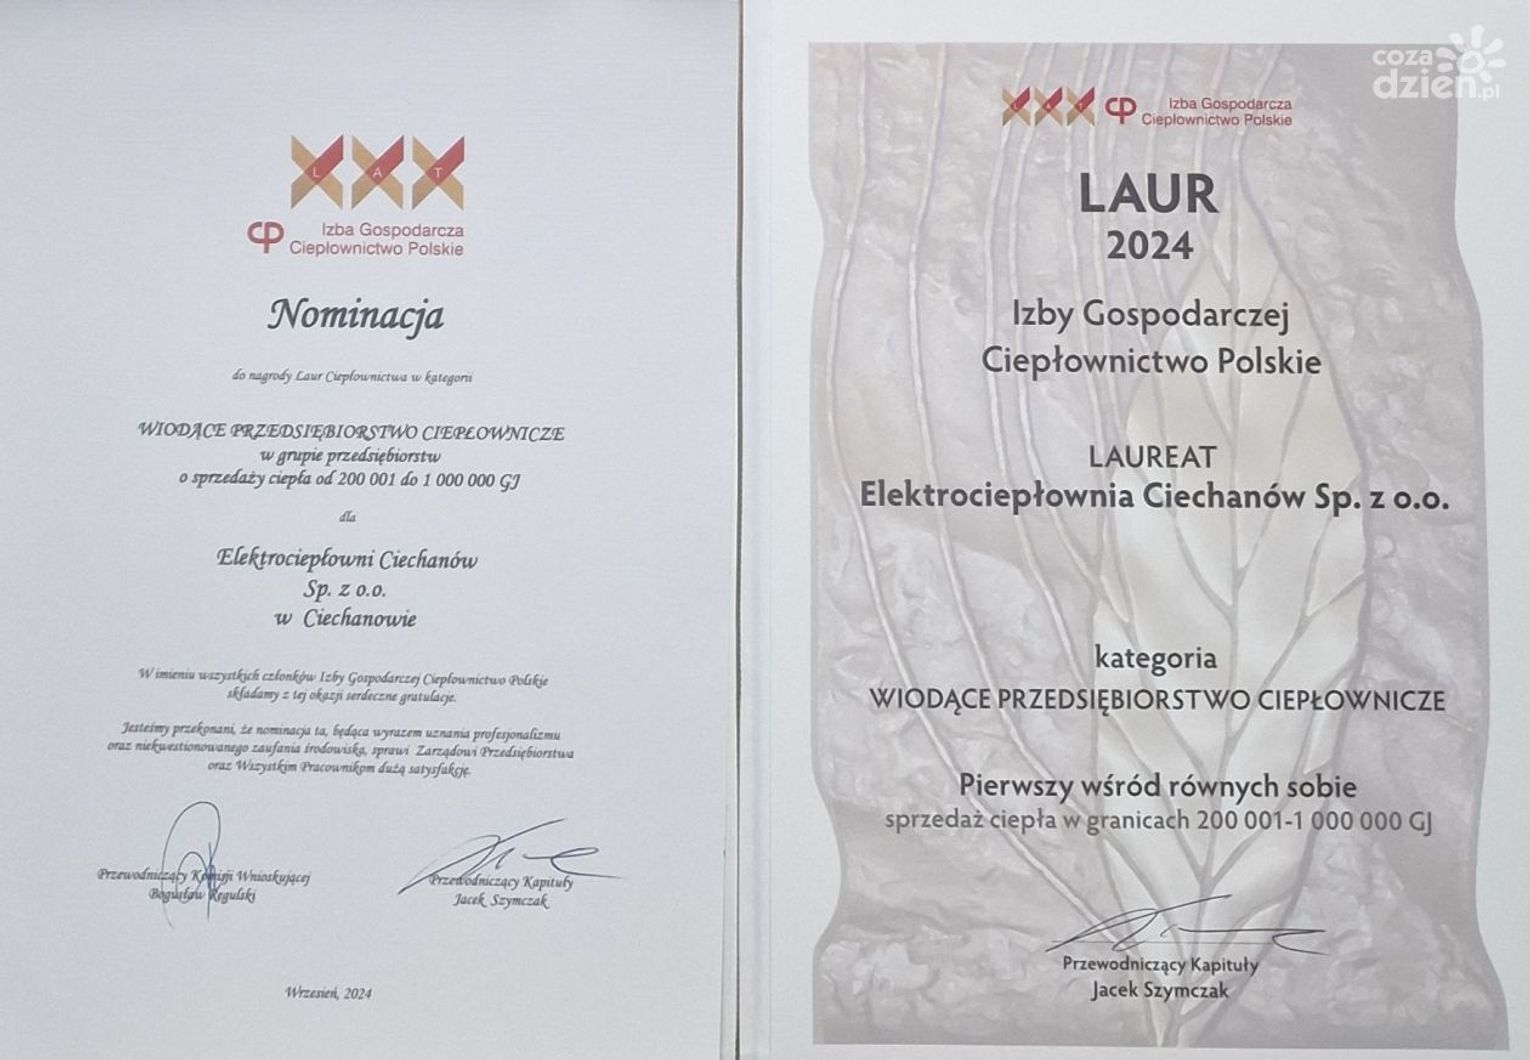 L A T
Izba Gospodarcza
CP Ciepłownictwo Polskie
Nominacja
do nagrody Laur Ciepłownictwa w kategorii
WIODĄCE PRZEDSIĘBIORSTWO CIEPŁOWNICZE
w grupie przedsiębiorstw
o sprzedaży ciepła od 200 001 do 1 000 000 GJ
dla
Elektrociepłowni Ciechanów
Sp. z o.o.
w Ciechanowie
W imieniu wszystkich członków Izby Gospodarczej Ciepłownictwo Polskie
składamy z tej okazji serdeczne gratulacje.
Jesteśmy przekonani, że nominacja ta, będąca wyrazem uznania profesjonalizmu
oraz niekwestionowanego zaufania środowiska, sprawi Zarządowi Przedsiębiorstwa
oraz Wszystkim Pracownikom dużą satysfakcję.
Przewodniczący Komisji Wnioskującej
Bogusław Regulski
Przewodniczący Kapituły
Jacek Szymczak
Wrzesień, 2024
coza
dzień.pl
L A T
CP Izba Gospodarcza
Ciepłownictwo Polskie
LAUR
2024
Izby Gospodarczej
Ciepłownictwo Polskie
LAUREAT
Elektrociepłownia Ciechanów Sp. z o.o.
kategoria
WIODĄCE PRZEDSIĘBIORSTWO CIEPŁOWNICZE
Pierwszy wśród równych sobie
sprzedaż ciepła w granicach 200 001-1 000 000 GJ
Przewodniczący Kapituły
Jacek Szymczak